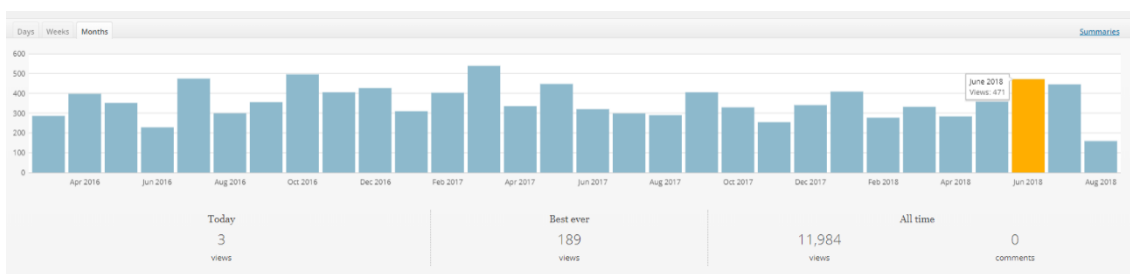 Days Weeks Months Summaries
600
500
400
300
200
100
0
June 2018
Views: 471
Apr 2016 Jun 2016 Aug 2016 Oct 2016 Dec 2016 Feb 2017 Apr 2017 Jun 2017 Aug 2017 Oct 2017 Dec 2017 Feb 2018 Apr 2018 Jun 2018 Aug 2018
Today Best ever All time
3 189 11,984 0
views views views comments